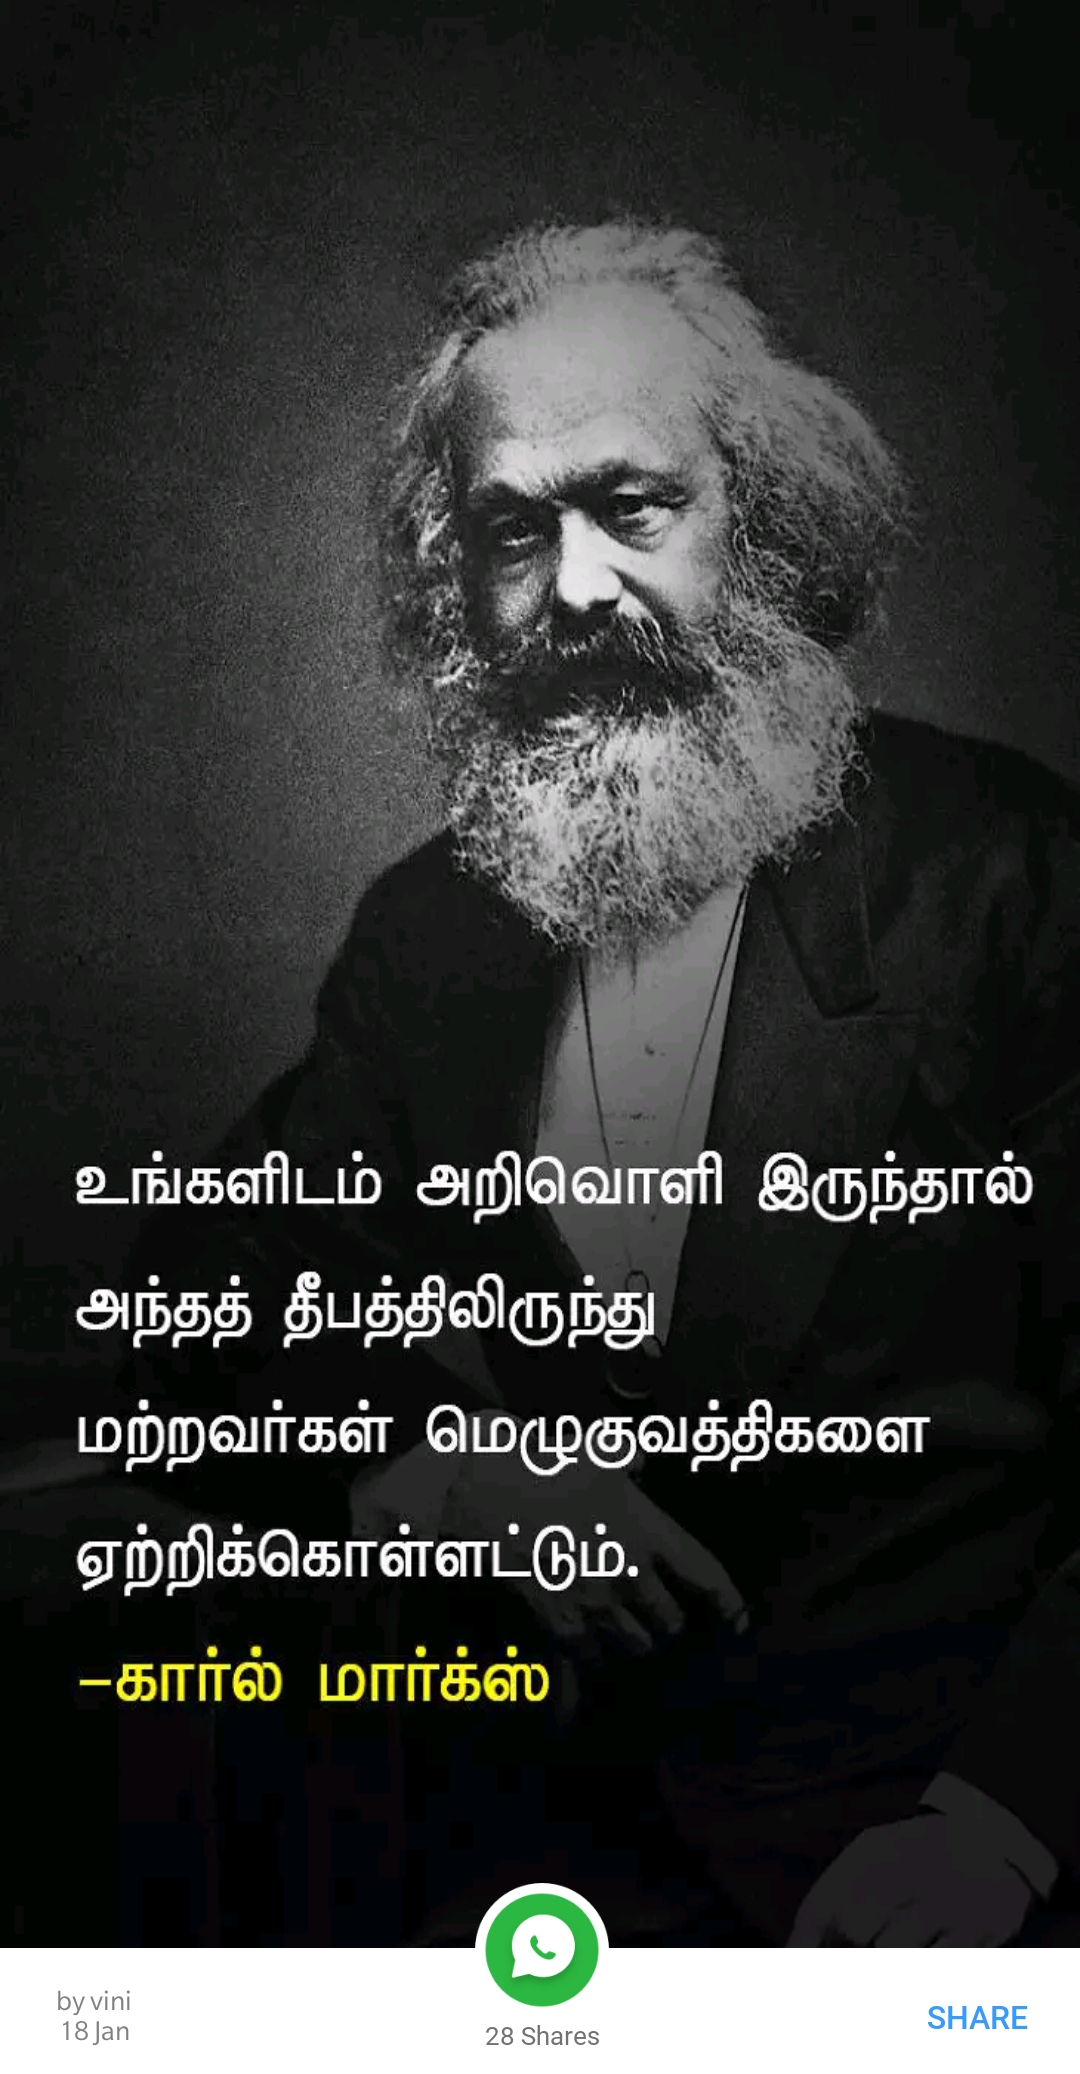 உங்களிடம் அறிவொளி இருந்தால்
அந்தத் தீபத்திலிருந்து
மற்றவர்கள் மெழுகுவத்திகளை
ஏற்றிக்கொள்ளட்டும்.
–கார்ல் மார்க்ஸ்
by vini
18 Jan
28 Shares
SHARE